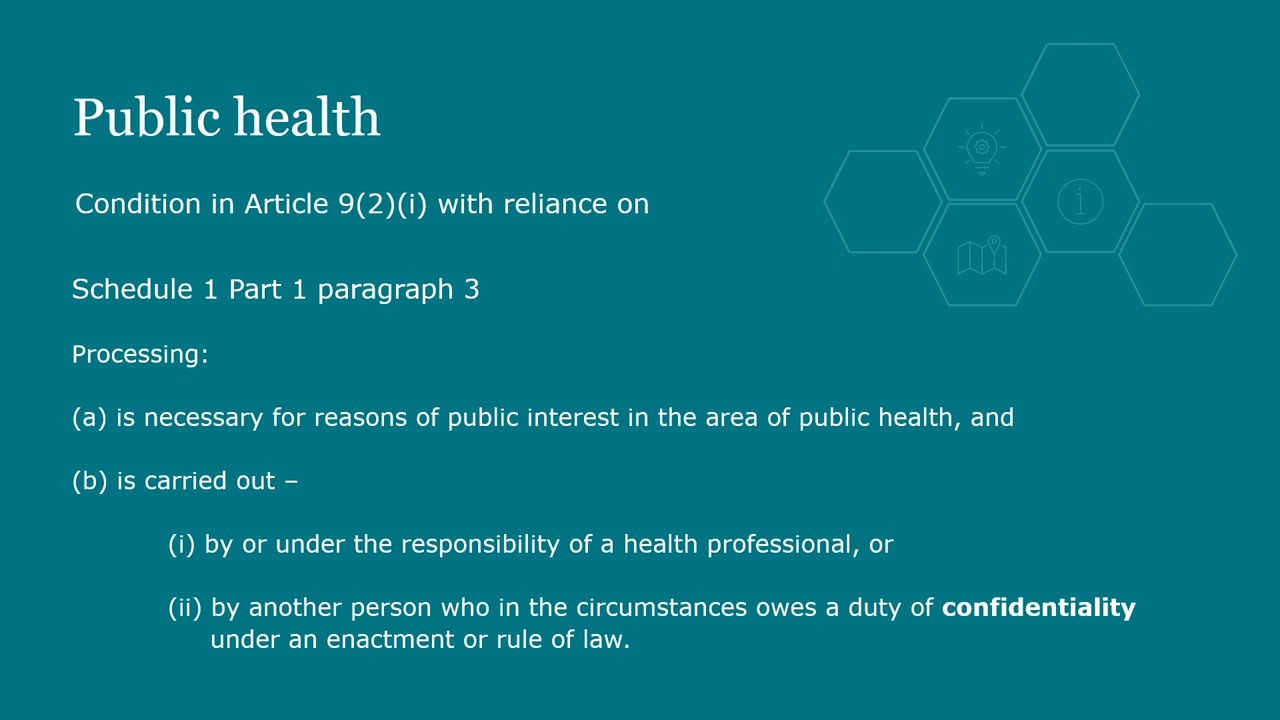 Public health
Condition in Article 9(2)(i) with reliance on
Schedule 1 Part 1 paragraph 3
Processing:
(a) is necessary for reasons of public interest in the area of public health, and
(b) is carried out –
(i) by or under the responsibility of a health professional, or
(ii) by another person who in the circumstances owes a duty of confidentiality
under an enactment or rule of law.